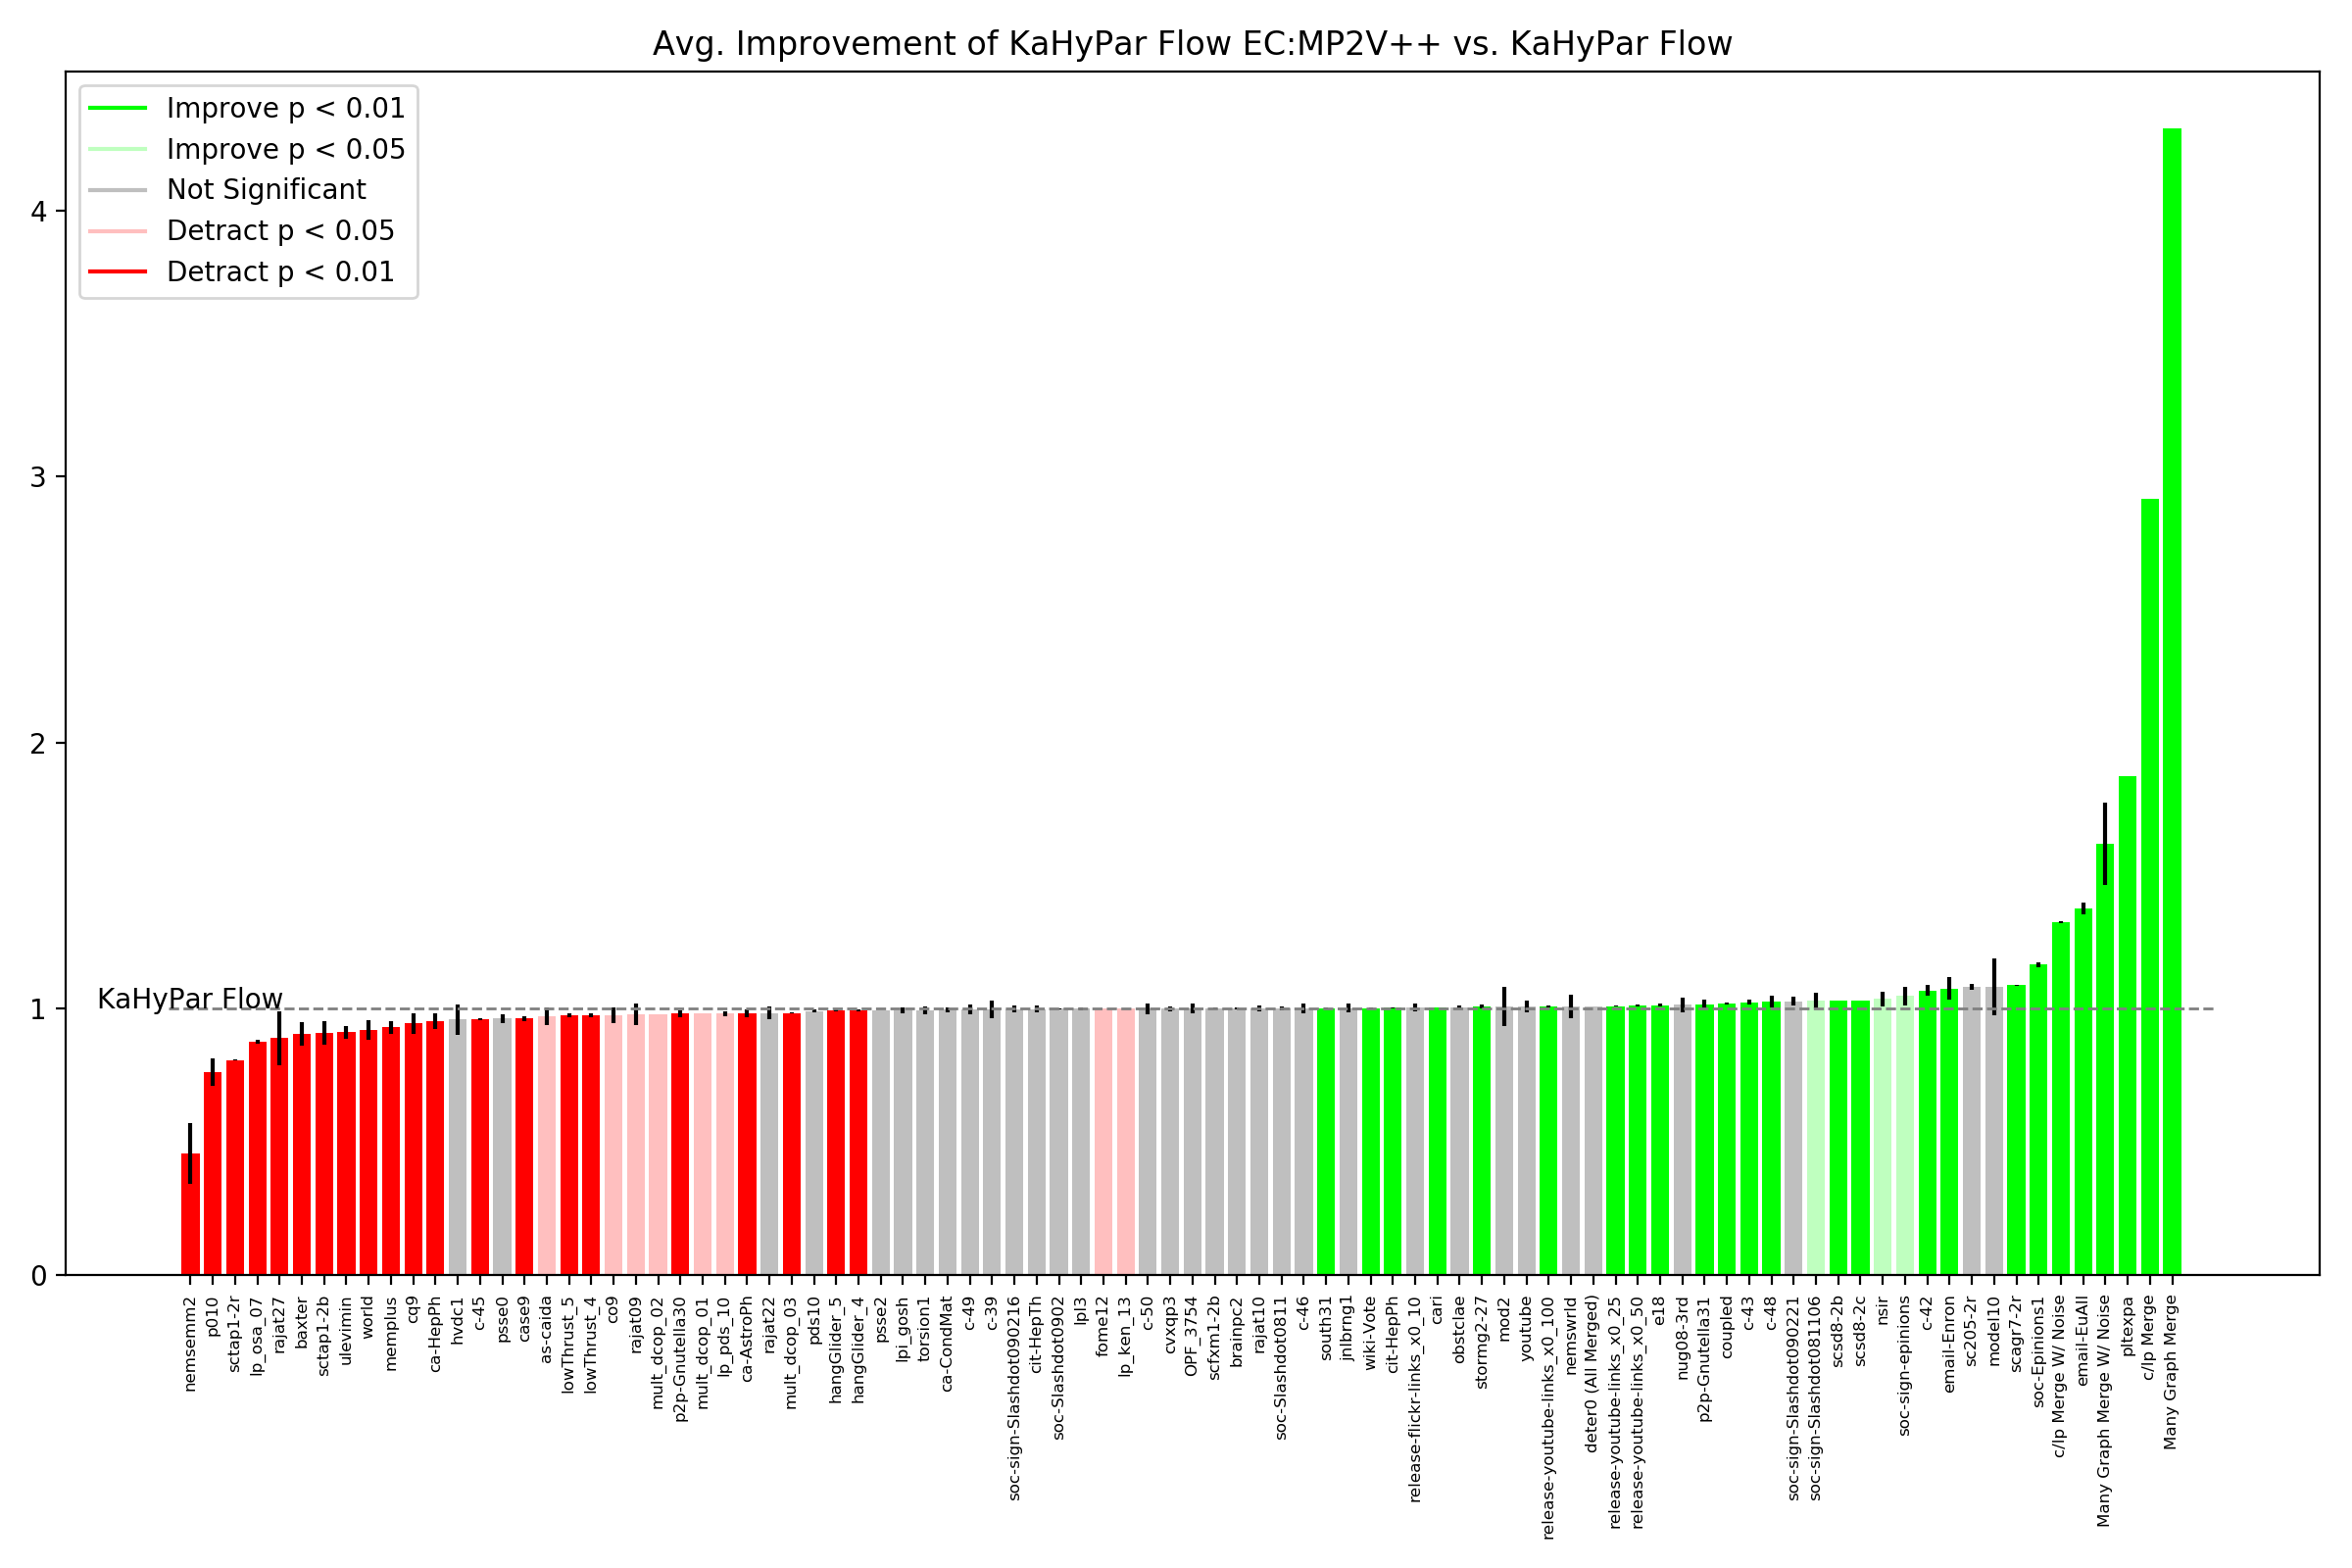 Avg. Improvement of KaHyPar Flow EC:MP2V++ vs. KaHyPar Flow
Improve p < 0.01
Improve p < 0.05
Not Significant
Detract p < 0.05
Detract p < 0.01
4
3
2
1
0
KaHyPar Flow
nemsemm2
p010
sctap1-2r
lp_osa_07
rajat27
baxter
sctap1-2b
ulevimin
world
memplus
cq9
ca-HepPh
hvdc1
c-45
psse0
case9
as-caida
lowThrust_5
lowThrust_4
co9
rajat09
mult_dcop_02
p2p-Gnutella30
mult_dcop_01
lp_pds_10
ca-AstroPh
rajat22
mult_dcop_03
pds10
hangGlider_5
hangGlider_4
psse2
lpi_gosh
torsion1
ca-CondMat
c-49
c-39
soc-sign-Slashdot090216
cit-HepTh
soc-Slashdot0902
lpl3
fome12
lp_ken_13
c-50
cvxqp3
OPF_3754
scfxm1-2b
brainpc2
rajat10
soc-Slashdot0811
c-46
south31
jnlbrng1
wiki-Vote
cit-HepPh
release-flickr-links_x0_10
cari
obstclae
stormg2-27
mod2
youtube
release-youtube-links_x0_100
nemswrld
deter0 (All Merged)
release-youtube-links_x0_25
release-youtube-links_x0_50
e18
nug08-3rd
p2p-Gnutella31
coupled
c-43
c-48
soc-sign-Slashdot090221
soc-sign-Slashdot081106
scsd8-2b
scsd8-2c
nsir
soc-sign-epinions
c-42
email-Enron
sc205-2r
model10
scagr7-2r
soc-Epinions1
c/lp Merge W/ Noise
email-EuAll
Many Graph Merge W/ Noise
pltexpa
c/lp Merge
Many Graph Merge